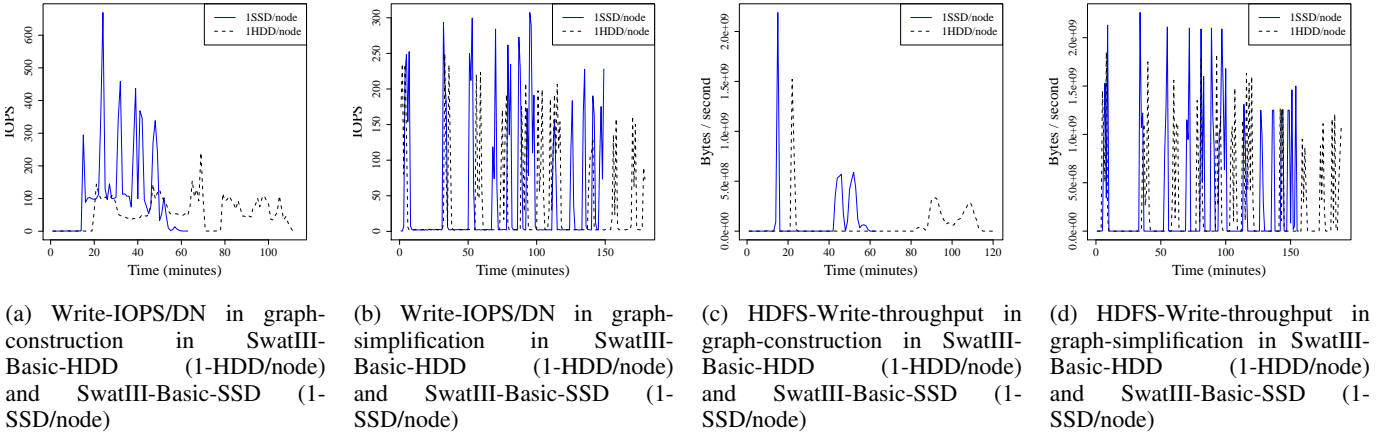 1SSD/node
1HDD/node
IOPS
0 100 200 300 400 500 600
0 20 40 60 80 100
Time (minutes)
1SSD/node
1HDD/node
IOPS
0 50 100 150 200 250 300
0 50 100 150
Time (minutes)
1SSD/node
1HDD/node
Bytes / second
0.0e+00 5.0e+08 1.0e+09 1.5e+09 2.0e+09
0 20 40 60 80 100 120
Time (minutes)
1SSD/node
1HDD/node
Bytes / second
0.0e+00 5.0e+08 1.0e+09 1.5e+09 2.0e+09
0 50 100 150
Time (minutes)
(a) Write-IOPS/DN in graph-
construction in SwatIII-
Basic-HDD (1-HDD/node)
and SwatIII-Basic-SSD (1-
SSD/node)
(b) Write-IOPS/DN in graph-
simplification in SwatIII-
Basic-HDD (1-HDD/node)
and SwatIII-Basic-SSD (1-
SSD/node)
(c) HDFS-Write-throughput in
graph-construction in SwatIII-
Basic-HDD (1-HDD/node)
and SwatIII-Basic-SSD (1-
SSD/node)
(d) HDFS-Write-throughput in
graph-simplification in SwatIII-
Basic-HDD (1-HDD/node)
and SwatIII-Basic-SSD (1-
SSD/node)